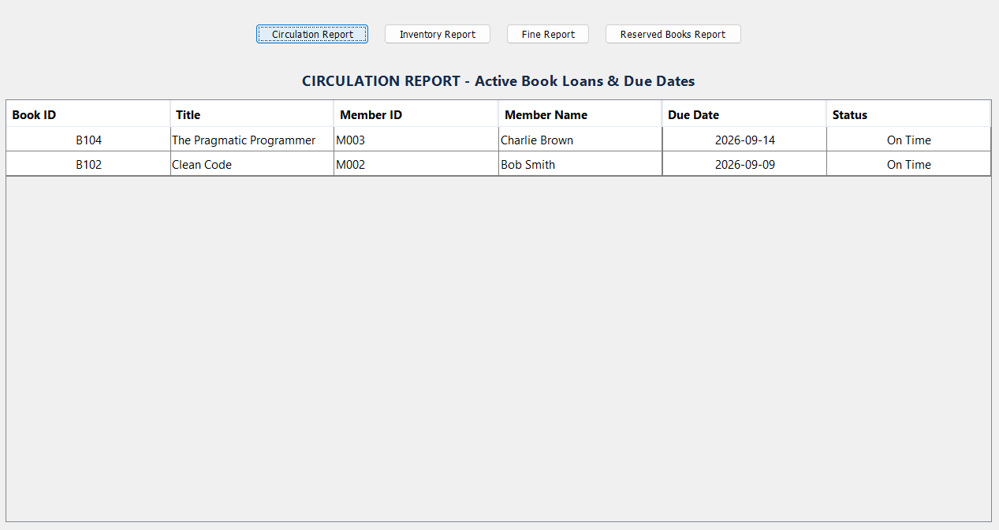 Circulation Report Inventory Report Fine Report Reserved Books Report
CIRCULATION REPORT - Active Book Loans & Due Dates
Book ID Title Member ID Member Name Due Date Status
B104 The Pragmatic Programmer M003 Charlie Brown 2026-09-14 On Time
B102 Clean Code M002 Bob Smith 2026-09-09 On Time